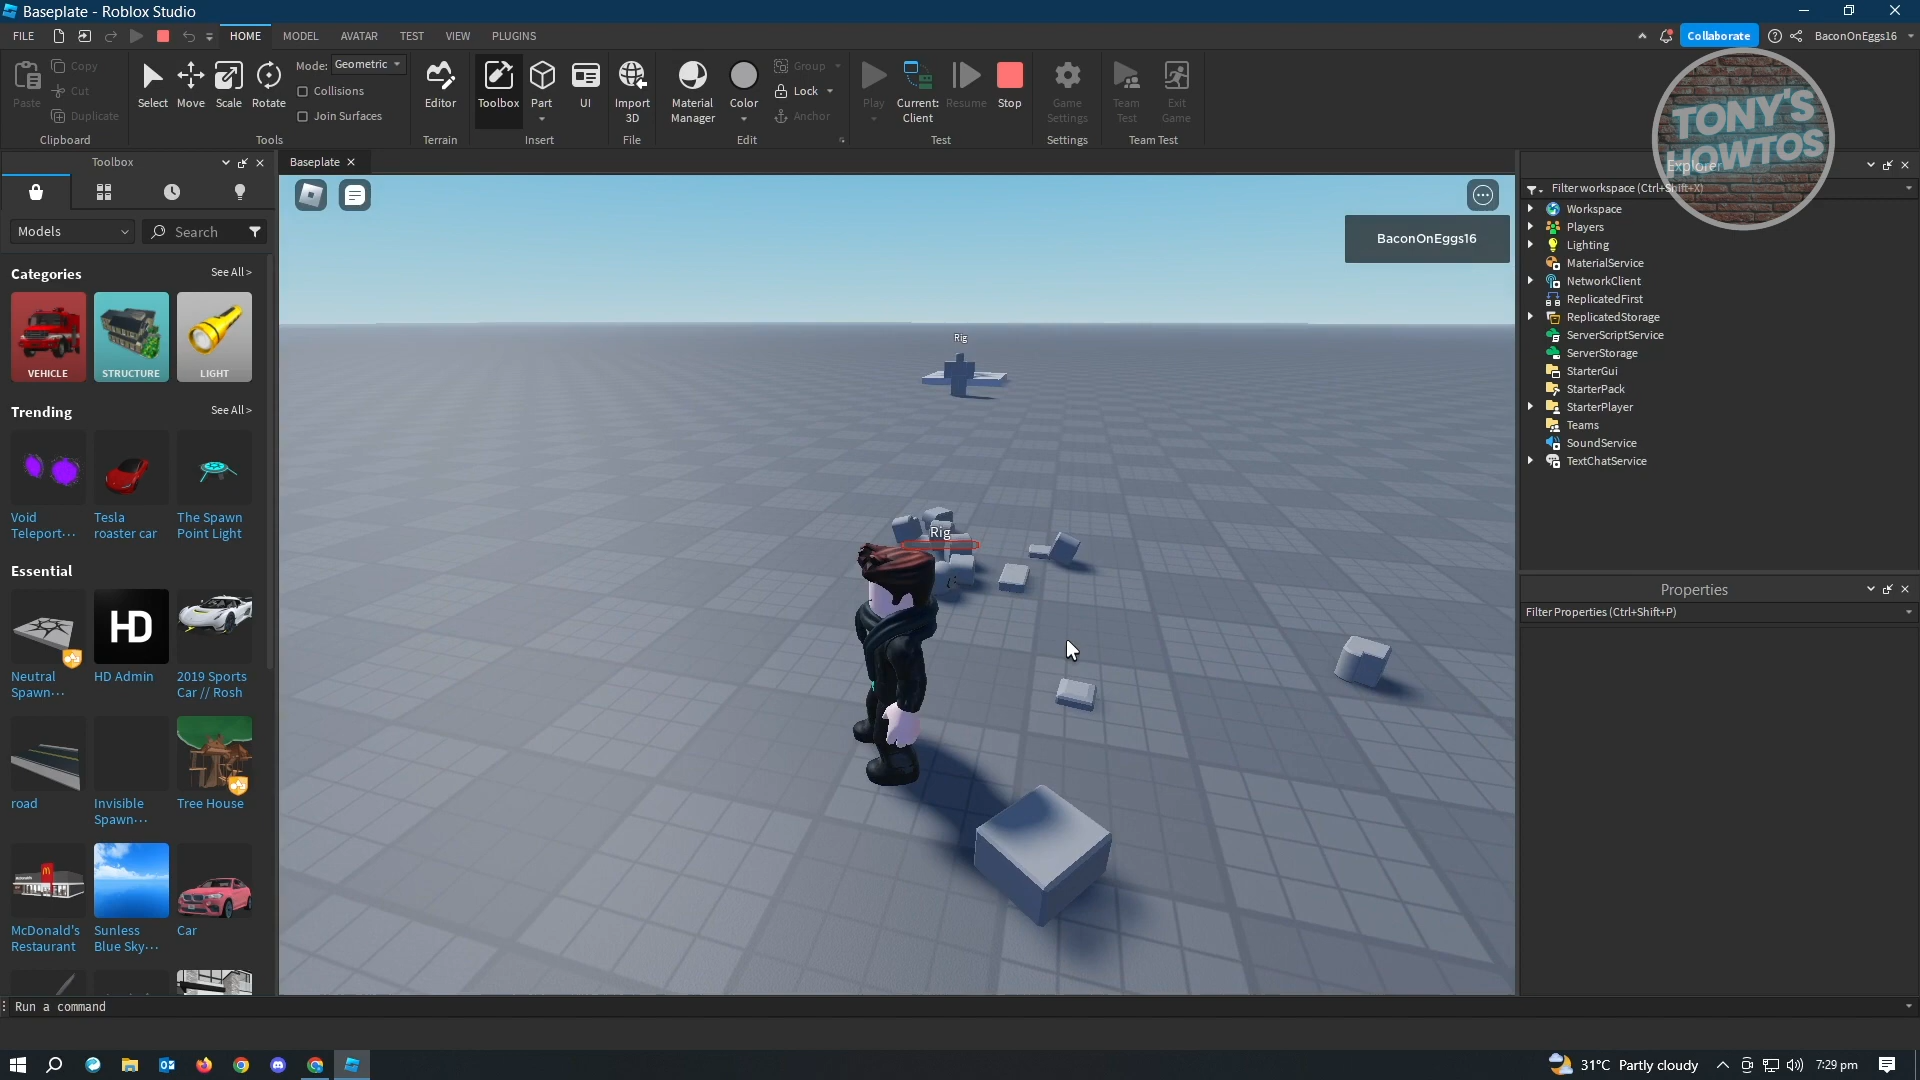 Baseplate - Roblox Studio
FILE
HOME
MODEL
AVATAR
TEST
VIEW
PLUGINS
Collaborate
BaconOnEggs16
Paste
Copy
Cut
Duplicate
Clipboard
Select
Move
Scale
Rotate
Mode: Geometric
Collisions
Join Surfaces
Tools
Editor
Terrain
Toolbox
Part
UI
Insert
Import
3D
File
Material
Manager
Color
Group
Lock
Anchor
Edit
Play
Current:
Client
Resume
Stop
Test
Game
Settings
Settings
Team
Test
Exit
Game
Team Test
TONY'S
HOWTOS
Toolbox
Baseplate
Explorer
Models
Search
Filter workspace (Ctrl+Shift+X)
Categories
See All >
VEHICLE
STRUCTURE
LIGHT
Trending
See All >
Void
Teleport...
Tesla
roaster car
The Spawn
Point Light
Essential
Neutral
Spawn...
HD
HD Admin
2019 Sports
Car // Rosh
road
Invisible
Spawn...
Tree House
McDonald's
Restaurant
Sunless
Blue Sky...
Car
BaconOnEggs16
Rig
Rig
Workspace
Players
Lighting
MaterialService
NetworkClient
ReplicatedFirst
ReplicatedStorage
ServerScriptService
ServerStorage
StarterGui
StarterPack
StarterPlayer
Teams
SoundService
TextChatService
Properties
Filter Properties (Ctrl+Shift+P)
Run a command
31°C Partly cloudy
7:29 pm